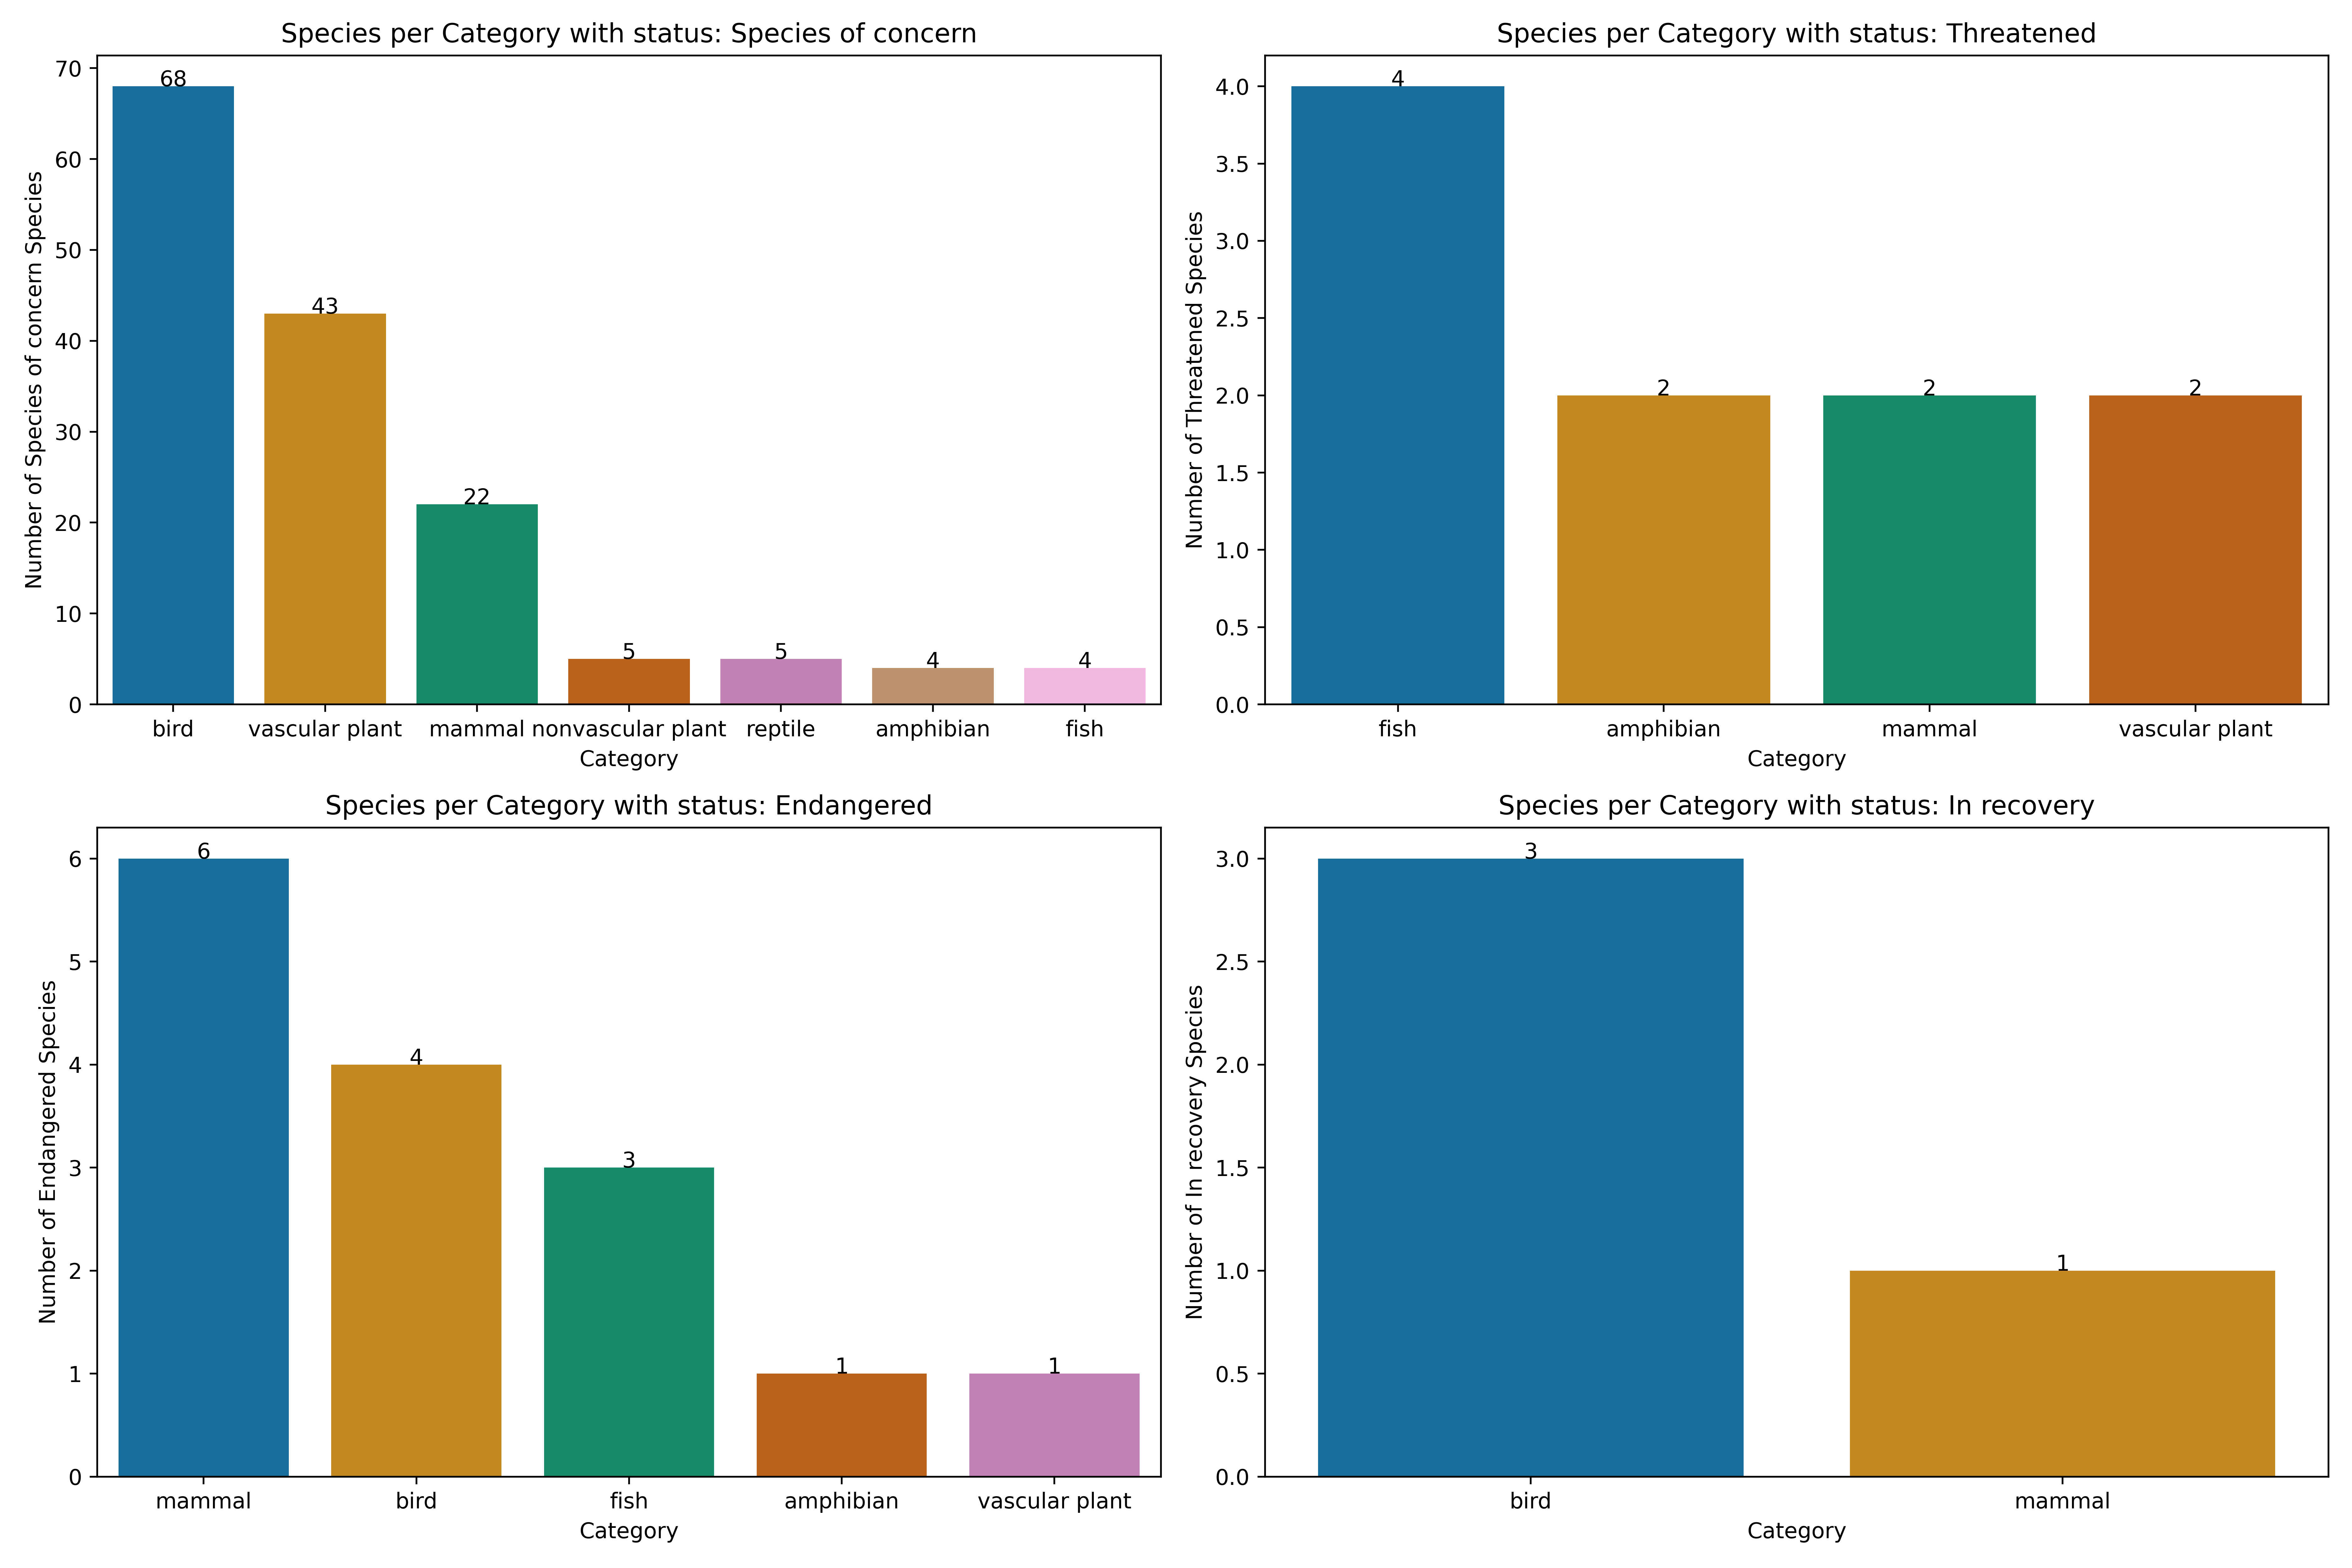 Species per Category with status: Species of concern
Number of Species of concern Species
70
60
50
40
30
20
10
0
68
43
22
5
5
4
4
bird
vascular plant
mammal
nonvascular plant
reptile
amphibian
fish
Category
Species per Category with status: Threatened
Number of Threatened Species
4.0
3.5
3.0
2.5
2.0
1.5
1.0
0.5
0.0
4
2
2
2
fish
amphibian
mammal
vascular plant
Category
Species per Category with status: Endangered
Number of Endangered Species
6
5
4
3
2
1
0
6
4
3
1
1
mammal
bird
fish
amphibian
vascular plant
Category
Species per Category with status: In recovery
Number of In recovery Species
3.0
2.5
2.0
1.5
1.0
0.5
0.0
3
1
bird
mammal
Category